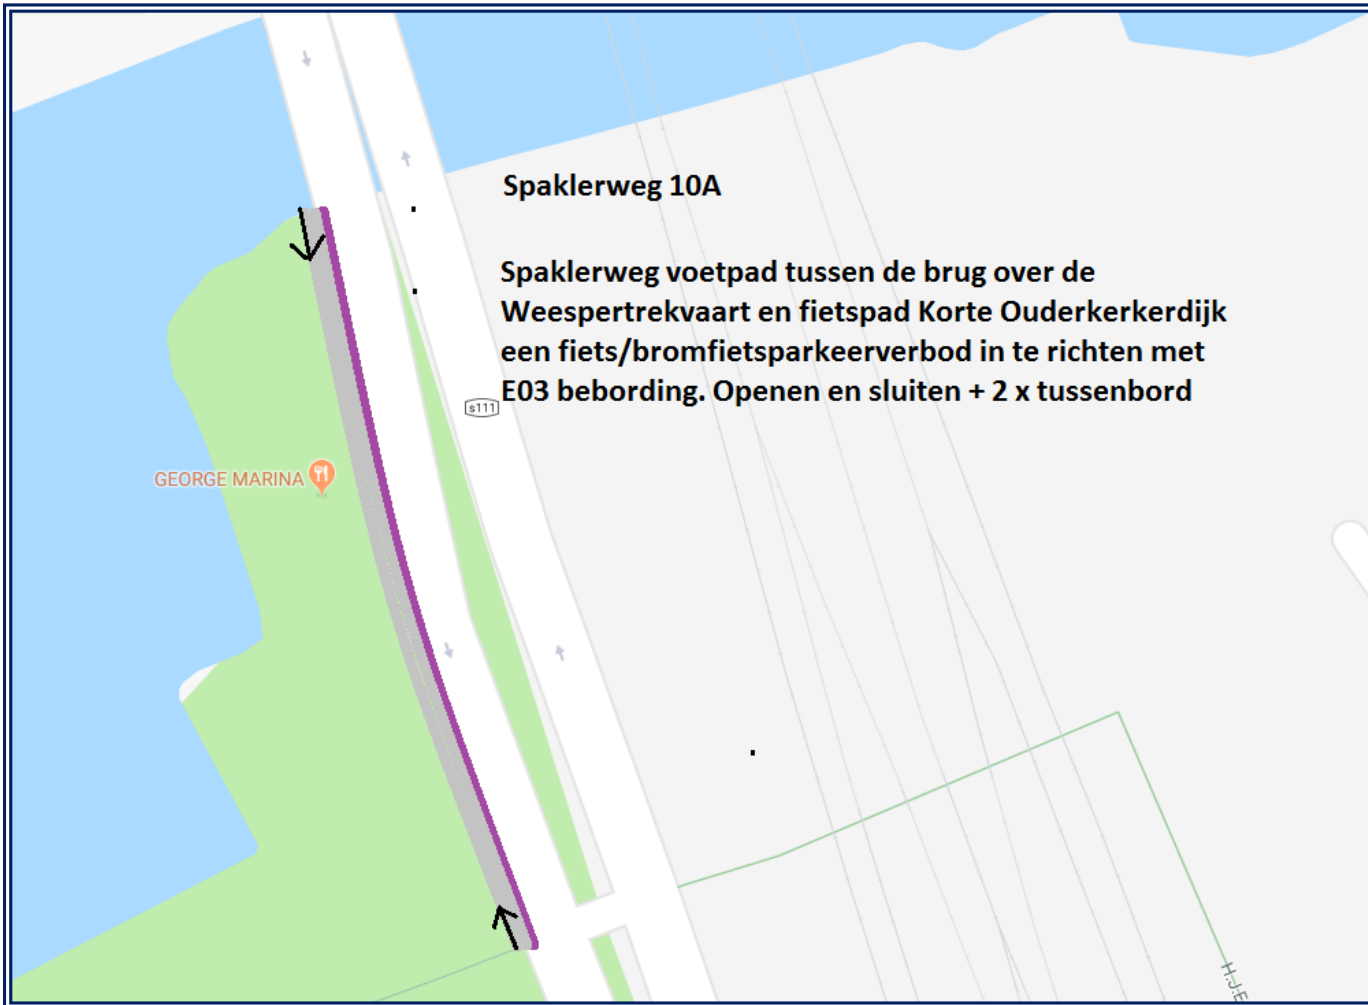 Spaklerweg 10A
Spaklerweg voetpad tussen de brug over de
Weespertrekvaart en fietspad Korte Ouderkerkerdijk
een fiets/bromfietsparkeerverbod in te richten met
E03 bebording. Openen en sluiten + 2 x tussenbord
s111
GEORGE MARINA
H.J.E